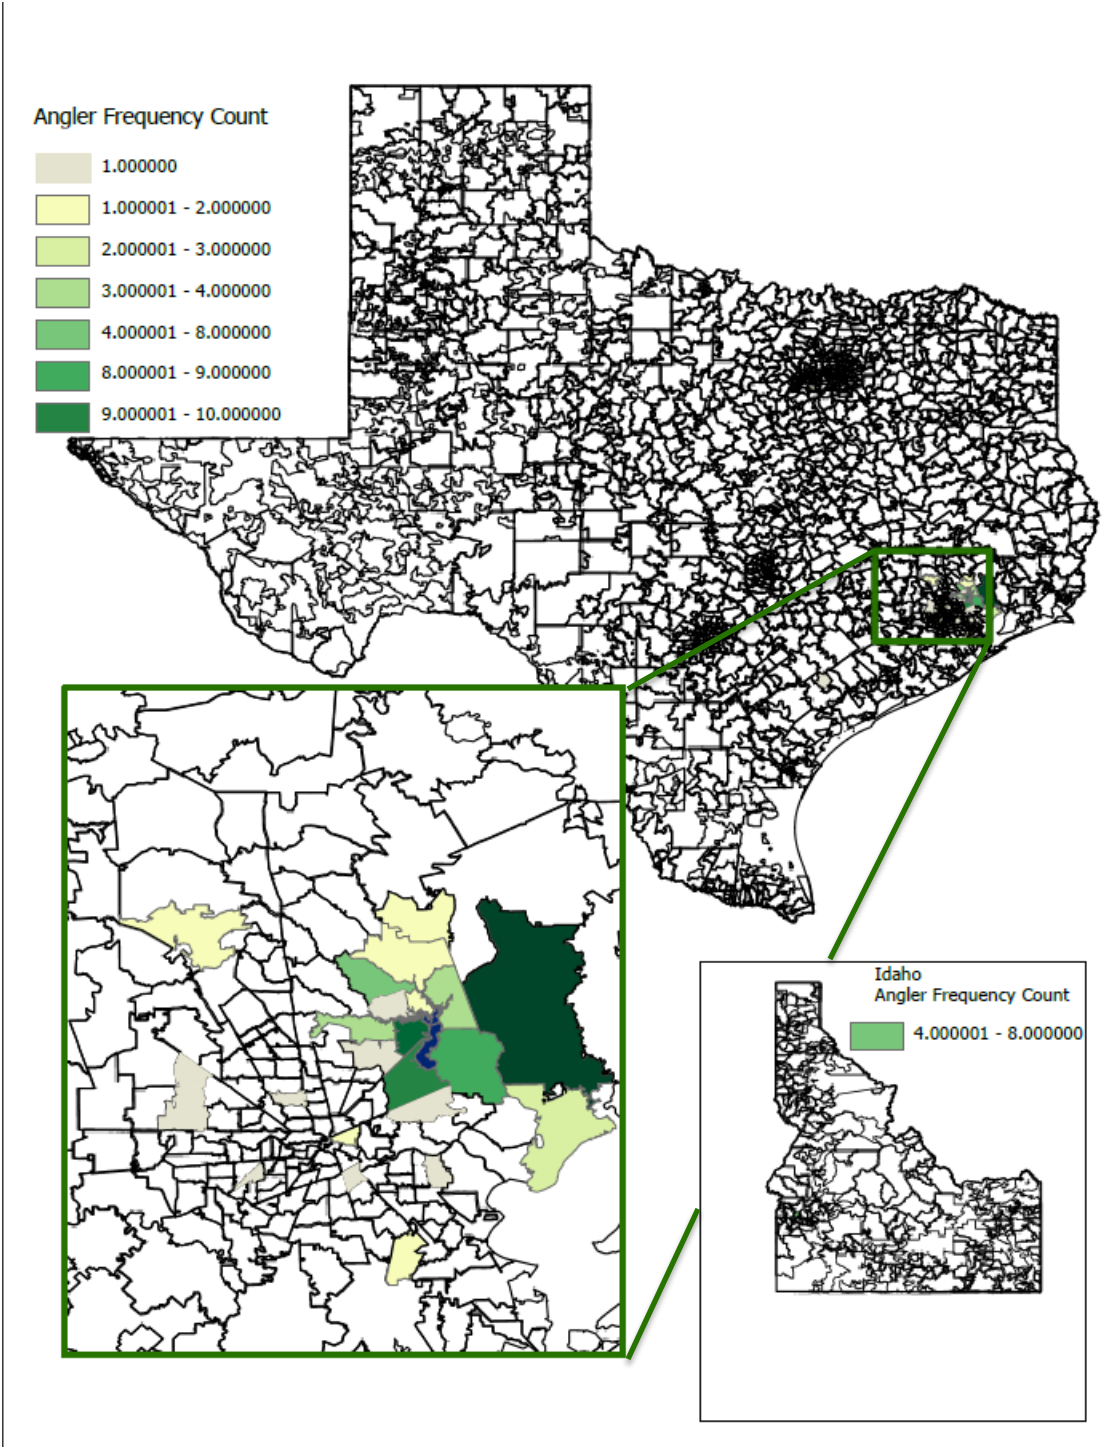 Angler Frequency Count
1.000000
1.000001 - 2.000000
2.000001 - 3.000000
3.000001 - 4.000000
4.000001 - 8.000000
8.000001 - 9.000000
9.000001 - 10.000000
Idaho
Angler Frequency Count
4.000001 - 8.000000